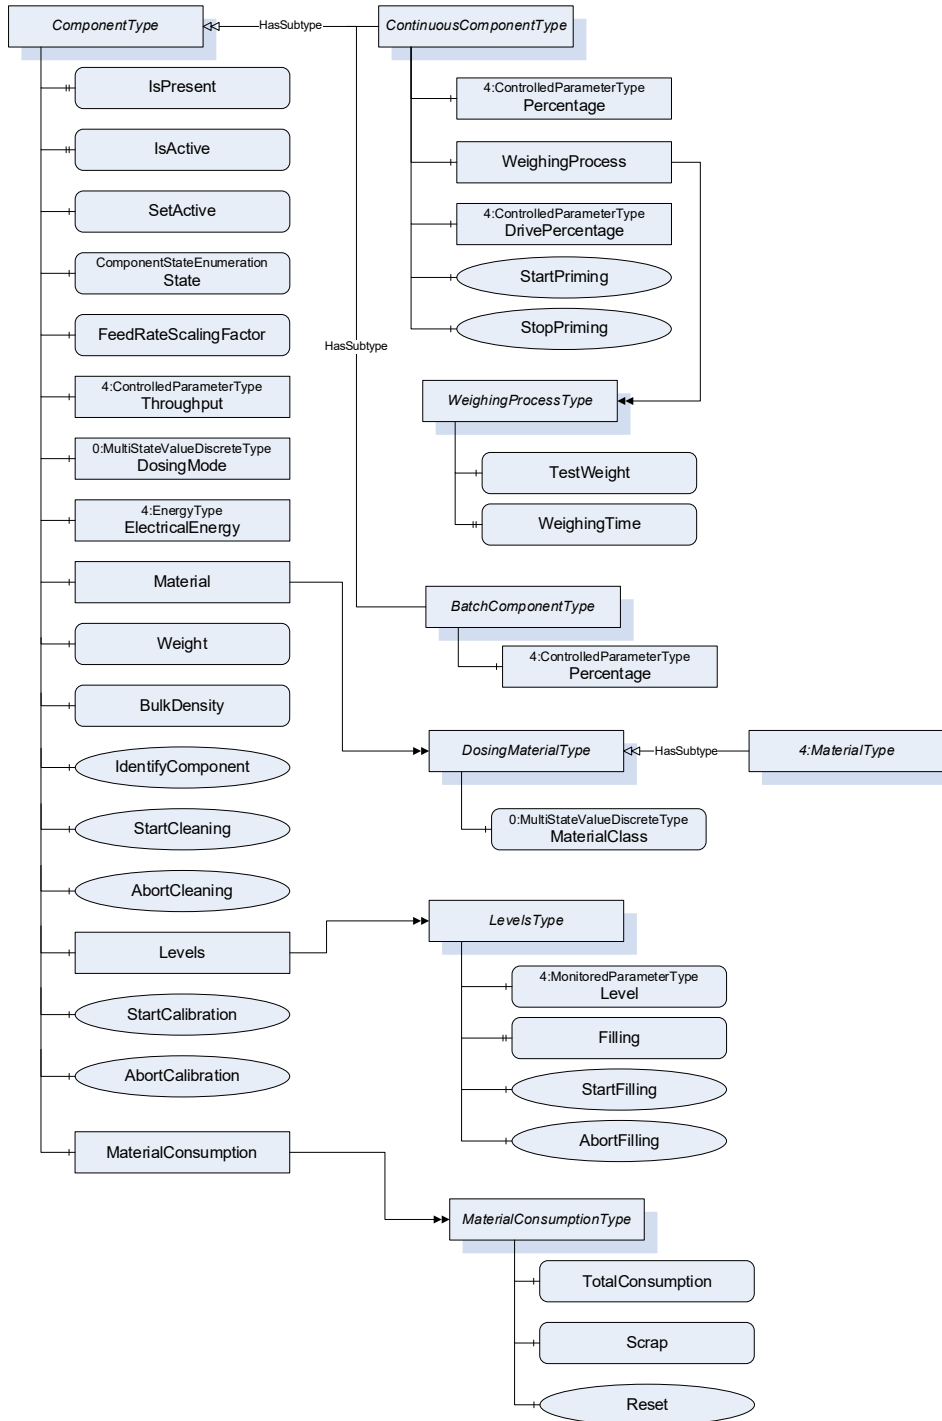 ComponentType
HasSubtype
ContinuousComponentType
IsPresent
IsActive
SetActive
ComponentStateEnumeration
State
FeedRateScalingFactor
4:ControlledParameterType
Throughput
0:MultiStateValueDiscreteType
DosingMode
4:EnergyType
ElectricalEnergy
Material
Weight
BulkDensity
IdentifyComponent
StartCleaning
AbortCleaning
Levels
StartCalibration
AbortCalibration
MaterialConsumption
4:ControlledParameterType
Percentage
WeighingProcess
4:ControlledParameterType
DrivePercentage
StartPriming
StopPriming
HasSubtype
WeighingProcessType
TestWeight
WeighingTime
BatchComponentType
4:ControlledParameterType
Percentage
DosingMaterialType
HasSubtype
4:MaterialType
0:MultiStateValueDiscreteType
MaterialClass
LevelsType
4:MonitoredParameterType
Level
Filling
StartFilling
AbortFilling
MaterialConsumptionType
TotalConsumption
Scrap
Reset